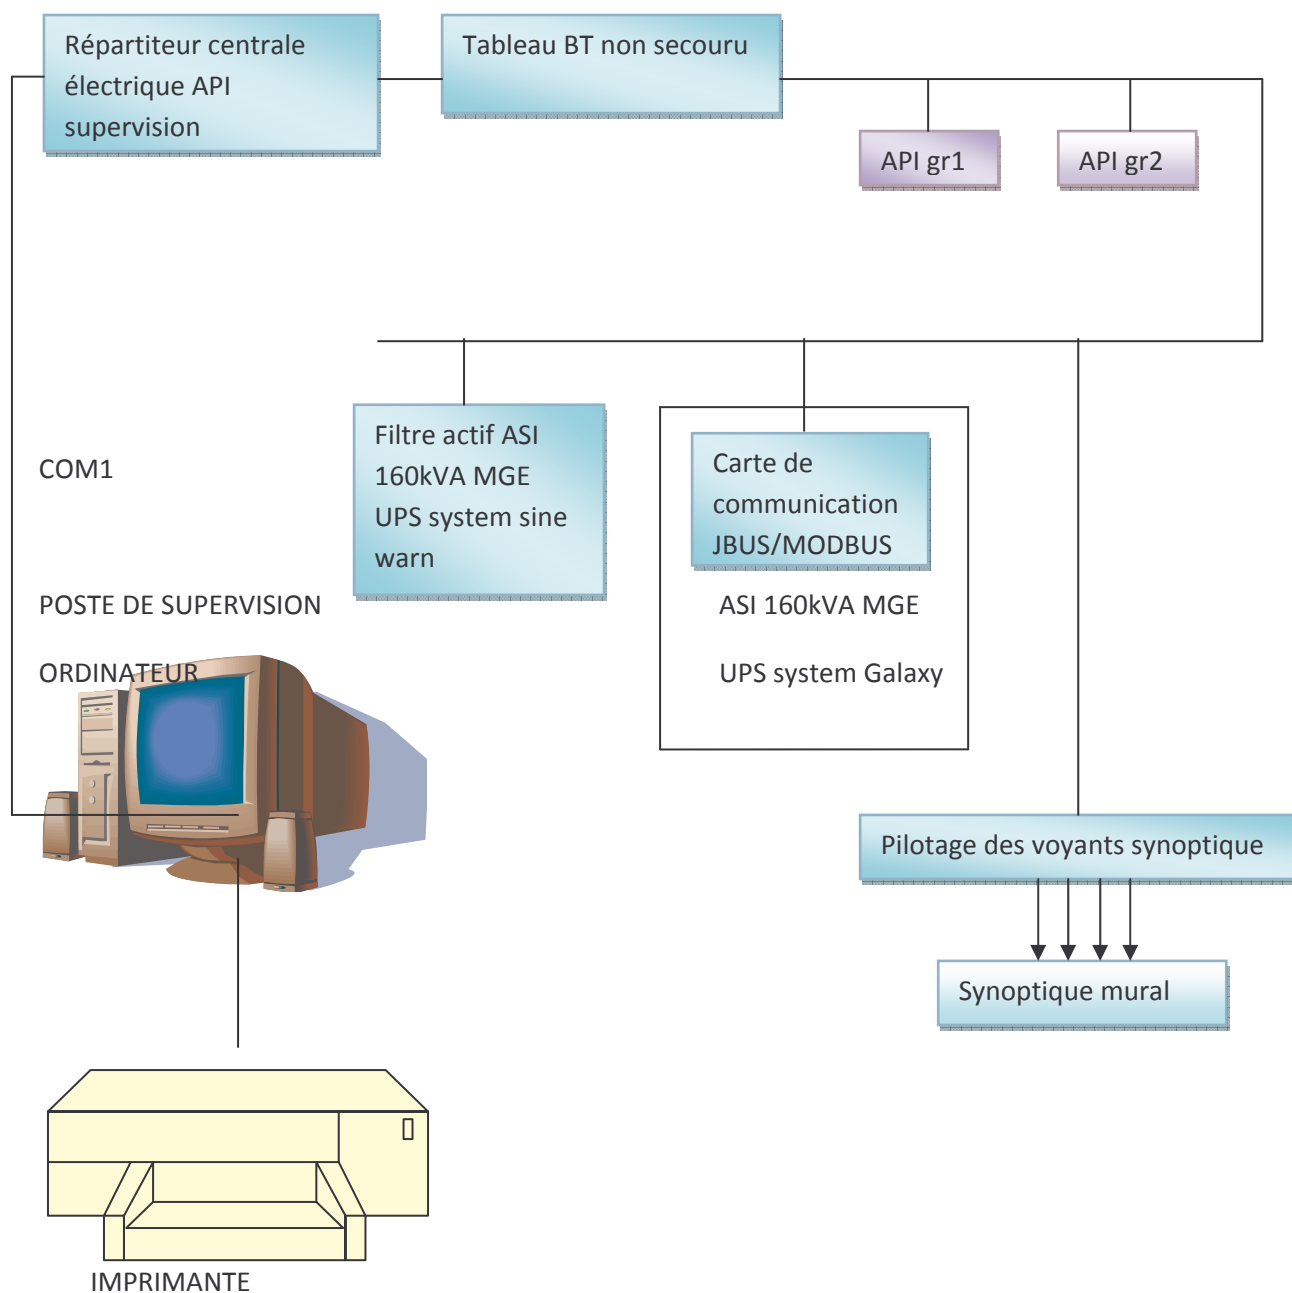 Répartiteur centrale
électrique API
supervision
Tableau BT non secouru
API gr1
API gr2
Filtre actif ASI
160kVA MGE
UPS system sine
warn
Carte de
communication
JBUS/MODBUS
ASI 160kVA MGE
UPS system Galaxy
COM1
POSTE DE SUPERVISION
ORDINATEUR
Pilotage des voyants synoptique
Synoptique mural
IMPRIMANTE